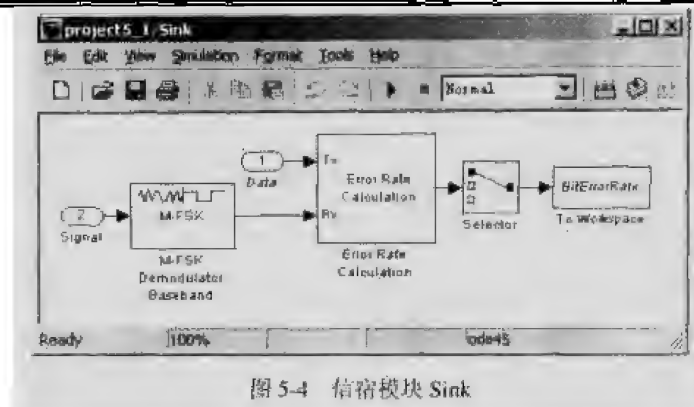 project5_1/Sink
File Edit View Simulation Format Tools Help
Normal
1
Data
Tx
Rx
Error Rate
Calculation
Error Rate
Calculation
2
Signal
M-FSK
M-FSK
Demodulator
Baseband
Selector
BitErrorRate
To Workspace
Ready
100%
ode45
图 5-4 信宿模块 Sink